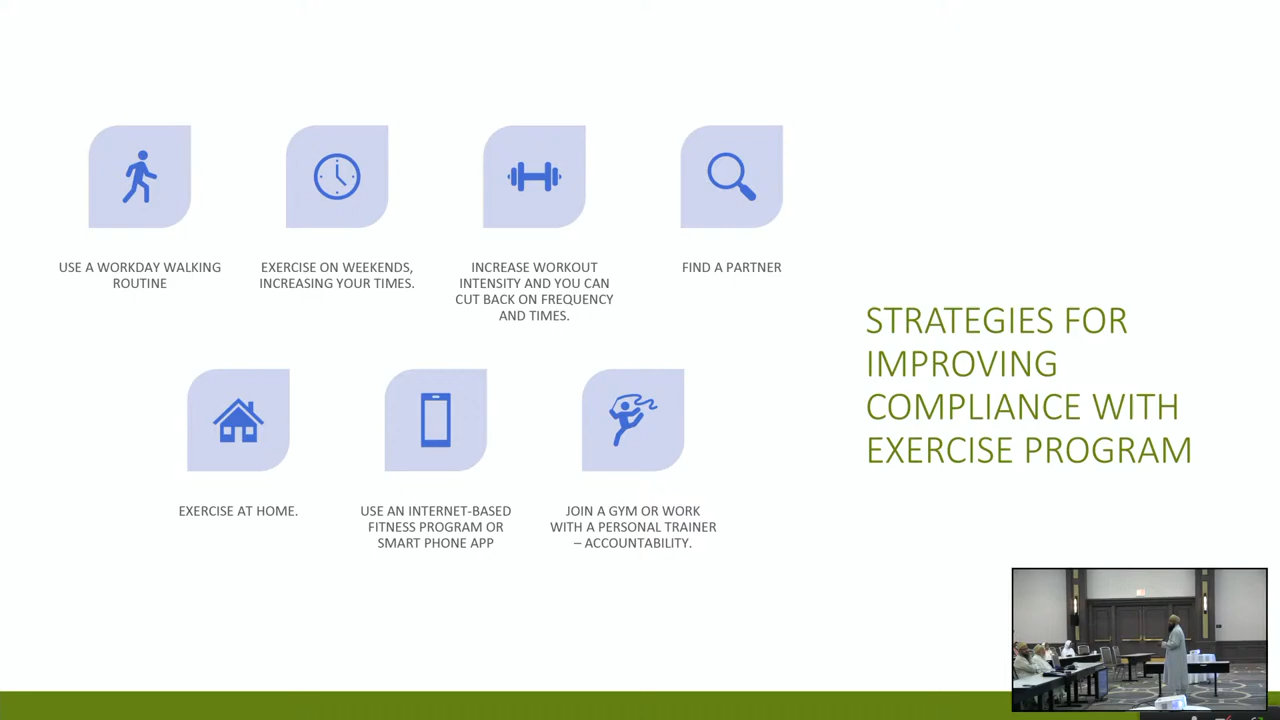 USE A WORKDAY WALKING
ROUTINE
EXERCISE ON WEEKENDS,
INCREASING YOUR TIMES.
INCREASE WORKOUT
INTENSITY AND YOU CAN
CUT BACK ON FREQUENCY
AND TIMES.
FIND A PARTNER
EXERCISE AT HOME.
USE AN INTERNET-BASED
FITNESS PROGRAM OR
SMART PHONE APP
JOIN A GYM OR WORK
WITH A PERSONAL TRAINER
– ACCOUNTABILITY.
STRATEGIES FOR
IMPROVING
COMPLIANCE WITH
EXERCISE PROGRAM